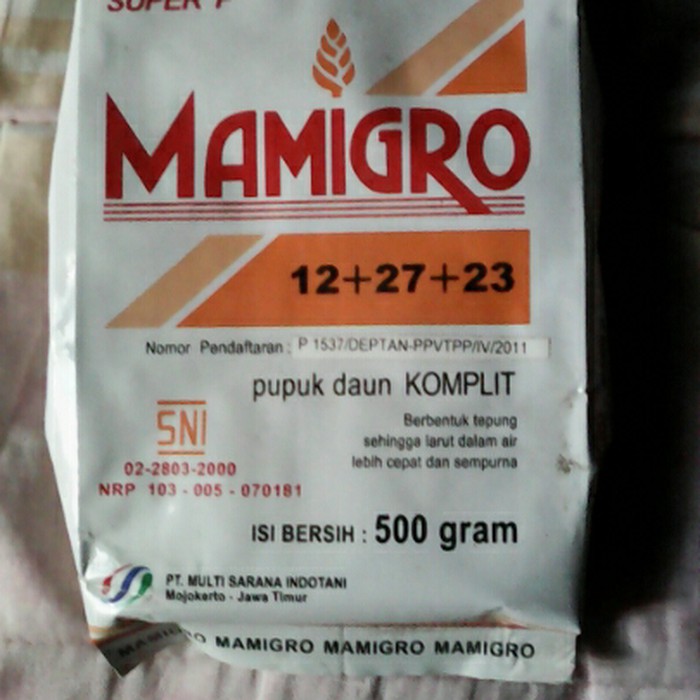 SUPER P
MAMIGRO
12+27+23
Nomor Pendaftaran : P 1537/DEPTAN-PPVTPP/IV/2011
pupuk daun KOMPLIT
Berbentuk tepung
sehingga larut dalam air
lebih cepat dan sempurna
SNI
02-2803-2000
NRP 103 - 005 - 070181
ISI BERSIH : 500 gram
PT. MULTI SARANA INDOTANI
Mojokerto - Jawa Timur
MAMIGRO MAMIGRO MAMIGRO MAMIGRO